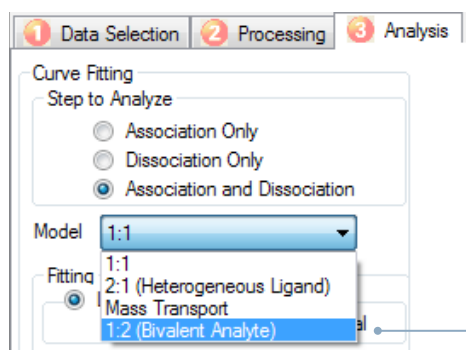 1 Data Selection 2 Processing 3 Analysis
Curve Fitting
Step to Analyze
Association Only
Dissociation Only
Association and Dissociation
Model 1:1
1:1
2:1 (Heterogeneous Ligand)
Fitting
Mass Transport
1:2 (Bivalent Analyte)